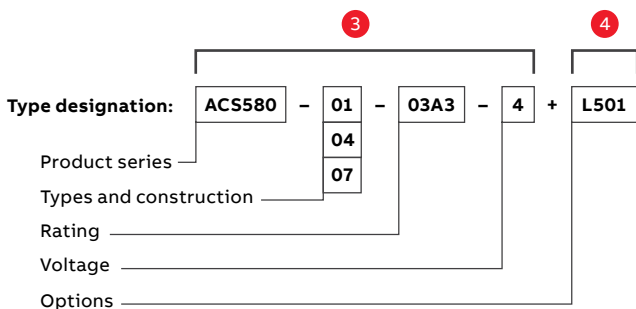 3 4
Type designation: ACS580 – 01 – 03A3 – 4 + L501
04
07
Product series
Types and construction
Rating
Voltage
Options